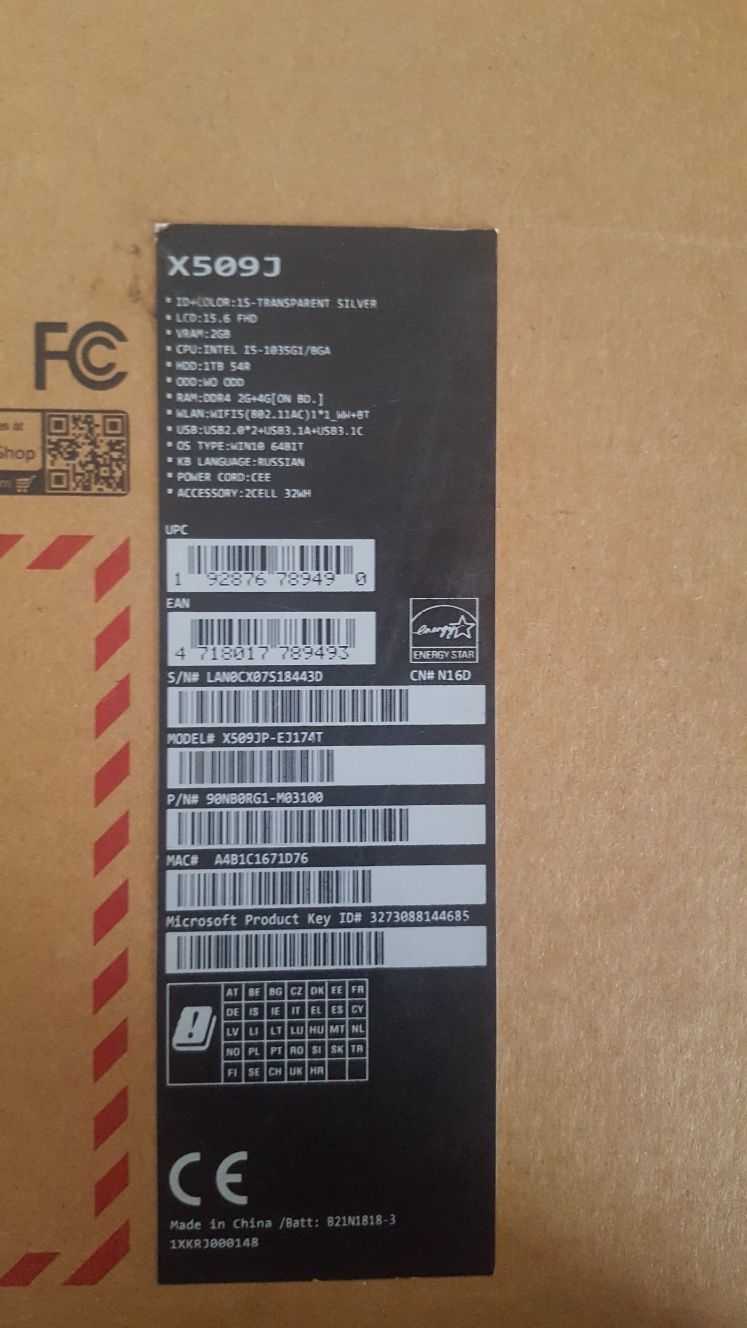 X509J
* ID+COLOR:1S-TRANSPARENT SILVER
* LCD:15.6 FHD
* VRAM:2GB
* CPU:INTEL I5-1035G1/BGA
* HDD:1TB 54R
* ODD:WO ODD
* RAM:DDR4 2G+4G[ON BD.]
* WLAN:WIFI5(802.11AC)1*1_WW+BT
* USB:USB2.0*2+USB3.1A+USB3.1C
* OS TYPE:WIN10 64BIT
* KB LANGUAGE:RUSSIAN
* POWER CORD:CEE
* ACCESSORY:2CELL 32WH
FC
es at
Shop
m
UPC
1 92876 78949 0
EAN
4 718017 789493
energy
ENERGY STAR
S/N# LAN0CX07S18443D CN# N16D
MODEL# X509JP-EJ174T
P/N# 90NB0RG1-M03100
MAC# A4B1C1671D76
Microsoft Product Key ID# 3273088144685
! AT BE BG CZ DK EE FR
DE IS IE IT EL ES CY
LV LI LT LU HU MT NL
NO PL PT RO SI SK TR
FI SE CH UK HR
CE
Made in China /Batt: B21N1818-3
1XKRJ000148